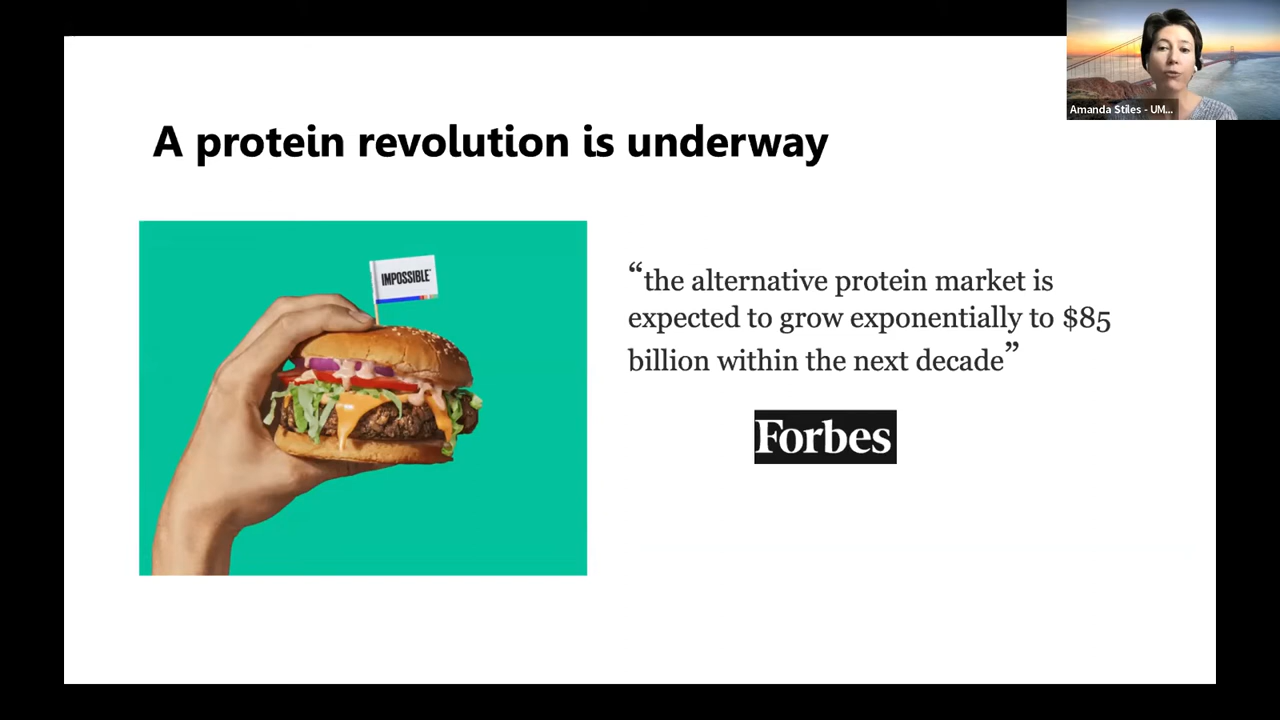 A protein revolution is underway
IMPOSSIBLE™
“the alternative protein market is
expected to grow exponentially to $85
billion within the next decade”
Forbes
Amanda Stiles - UM...